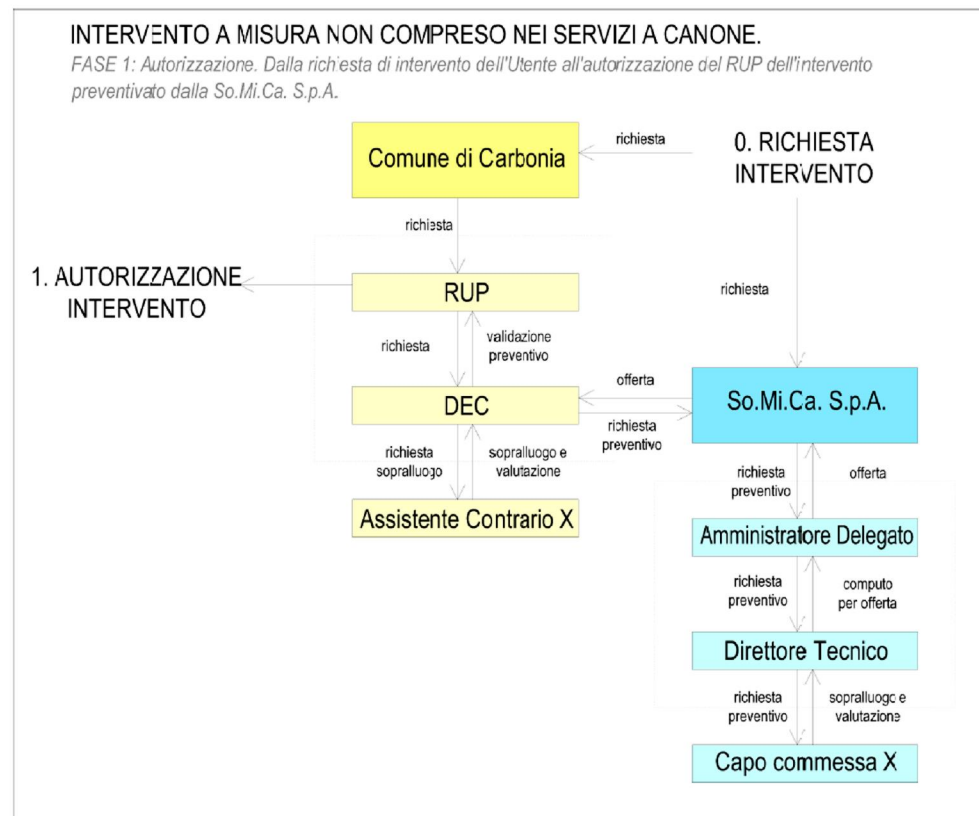 INTERVENTO A MISURA NON COMPRESO NEI SERVIZI A CANONE.
FASE 1: Autorizzazione. Dalla richiesta di intervento dell'Utente all'autorizzazione del RUP dell'intervento
preventivato dalla So.Mi.Ca. S.p.A.
richiesta
0. RICHIESTA
INTERVENTO
Comune di Carbonia
richiesta
1. AUTORIZZAZIONE
INTERVENTO
RUP
richiesta
richiesta
validazione
preventivo
offerta
DEC
So.Mi.Ca. S.p.A.
richiesta
preventivo
richiesta
sopralluogo
sopralluogo e
valutazione
richiesta
preventivo
offerta
Assistente Contrario X
Amministratore Delegato
richiesta
preventivo
computo
per offerta
Direttore Tecnico
richiesta
preventivo
sopralluogo e
valutazione
Capo commessa X